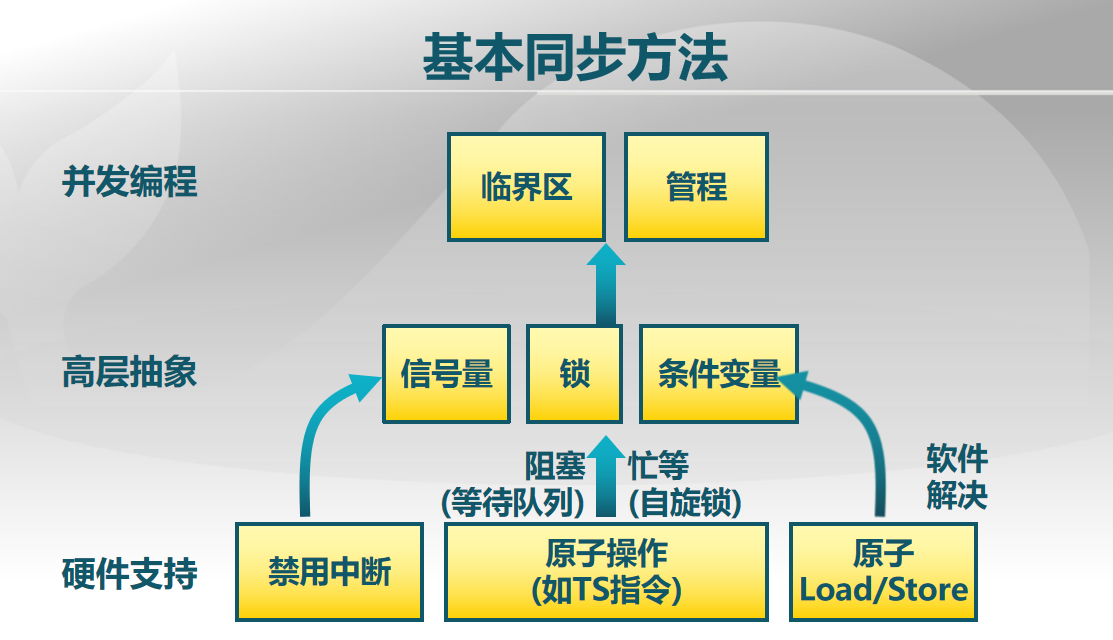 基本同步方法
并发编程
临界区
管程
高层抽象
信号量
锁
条件变量
阻塞
(等待队列)
忙等
(自旋锁)
软件
解决
硬件支持
禁用中断
原子操作
(如TS指令)
原子
Load/Store